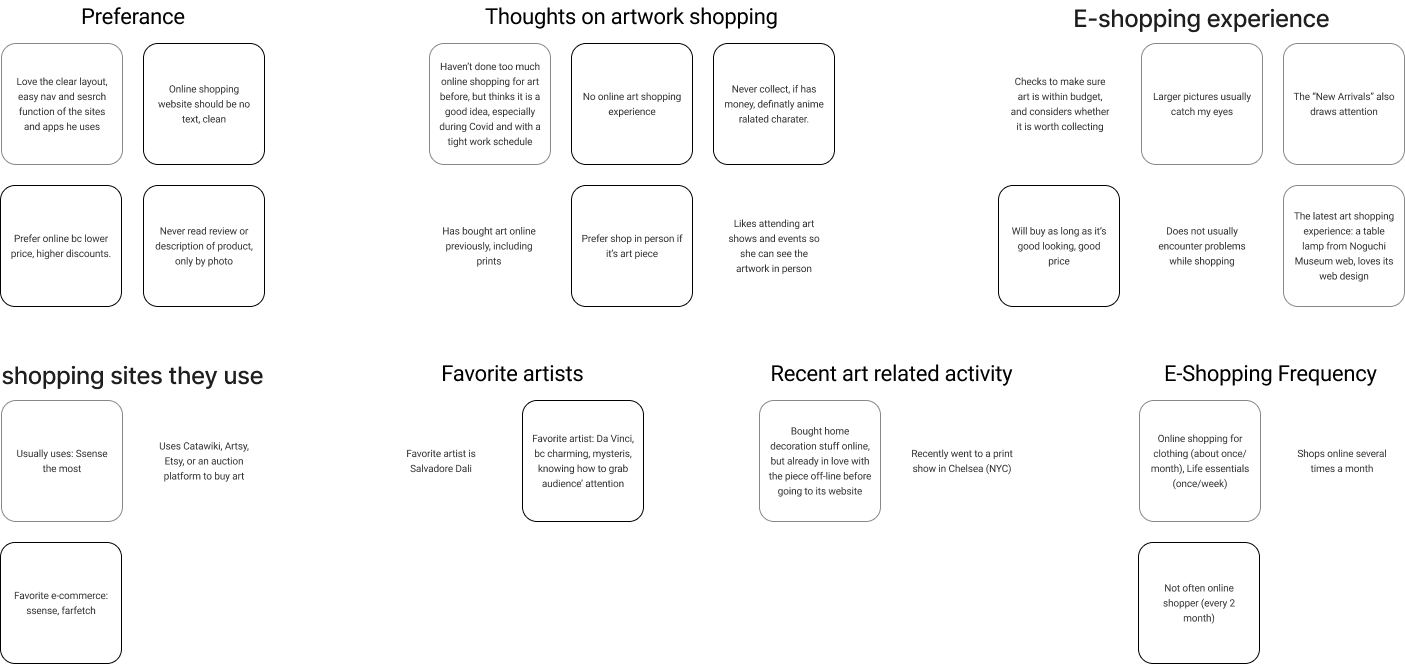 Preferance
Love the clear layout,
easy nav and sesrch
function of the sites
and apps he uses
Online shopping
website should be no
text, clean
Prefer online bc lower
price, higher discounts.
Never read review or
description of product,
only by photo
Thoughts on artwork shopping
Haven't done too much
online shopping for art
before, but thinks it is a
good idea, especially
during Covid and with a
tight work schedule
No online art shopping
experience
Never collect, if has
money, definatly anime
ralated charater.
Has bought art online
previously, including
prints
Prefer shop in person if
it's art piece
Likes attending art
shows and events so
she can see the
artwork in person
E-shopping experience
Checks to make sure
art is within budget,
and considers whether
it is worth collecting
Larger pictures usually
catch my eyes
The “New Arrivals” also
draws attention
Will buy as long as it's
good looking, good
price
Does not usually
encounter problems
while shopping
The latest art shopping
experience: a table
lamp from Noguchi
Museum web, loves its
web design
shopping sites they use
Usually uses: Ssense
the most
Uses Catawiki, Artsy,
Etsy, or an auction
platform to buy art
Favorite e-commerce:
ssense, farfetch
Favorite artists
Favorite artist is
Salvadore Dali
Favorite artist: Da Vinci,
bc charming, mysteris,
knowing how to grab
audience' attention
Recent art related activity
Bought home
decoration stuff online,
but already in love with
the piece off-line before
going to its website
Recently went to a print
show in Chelsea (NYC)
E-Shopping Frequency
Online shopping for
clothing (about once/
month), Life essentials
(once/week)
Shops online several
times a month
Not often online
shopper (every 2
month)